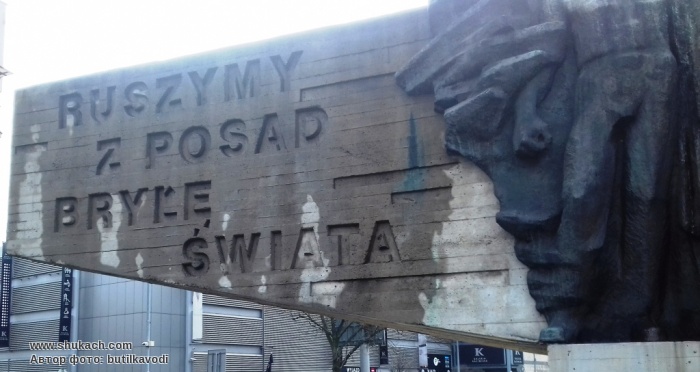 RUSZYMY
Z POSAD
BRYŁĘ
ŚWIATA
www.shukach.com
Автор фото: butilkavodi
K